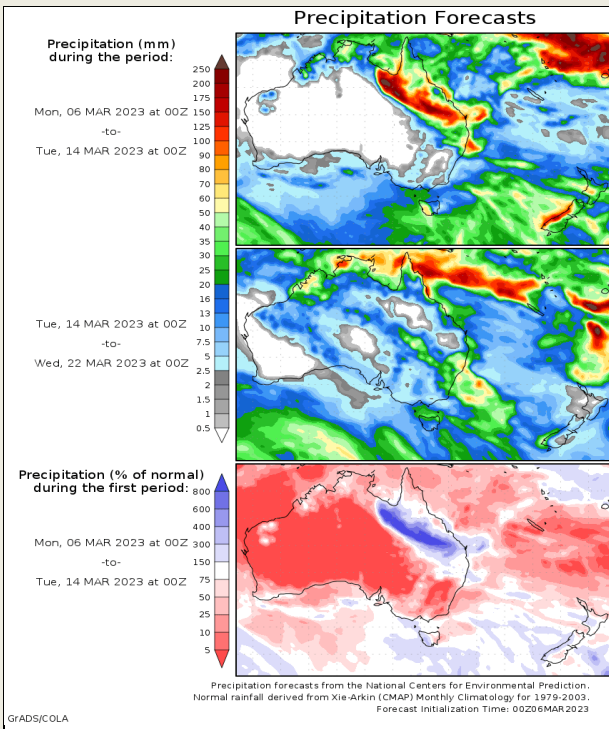 Precipitation Forecasts
Precipitation (mm)
during the period:
Mon, 06 MAR 2023 at 00Z
-to-
Tue, 14 MAR 2023 at 00Z
250
200
175
150
125
100
90
80
70
60
50
40
35
30
25
20
16
13
10
7.5
5
2.5
2
1.5
1
0.5
Tue, 14 MAR 2023 at 00Z
-to-
Wed, 22 MAR 2023 at 00Z
Precipitation (% of normal)
during the first period:
Mon, 06 MAR 2023 at 00Z
-to-
Tue, 14 MAR 2023 at 00Z
800
600
400
300
150
75
50
25
10
5
Precipitation forecasts from the National Centers for Environmental Prediction.
Normal rainfall derived from Xie-Arkin (CMAP) Monthly Climatology for 1979-2003.
Forecast Initialization Time: 00Z06MAR2023
GrADS/COLA